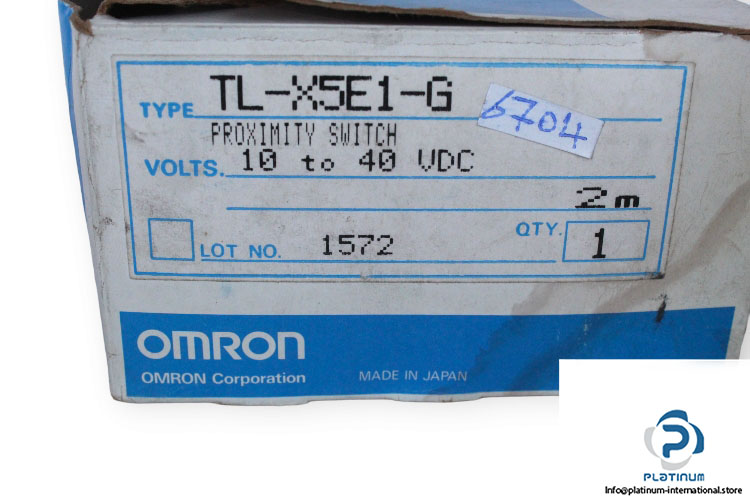 TYPE TL-X5E1-G
6704
PROXIMITY SWITCH
VOLTS. 10 to 40 VDC
2m
LOT NO. 1572
QTY. 1
OMRON
OMRON Corporation
MADE IN JAPAN
PLATINUM
Info@platinum-international.store